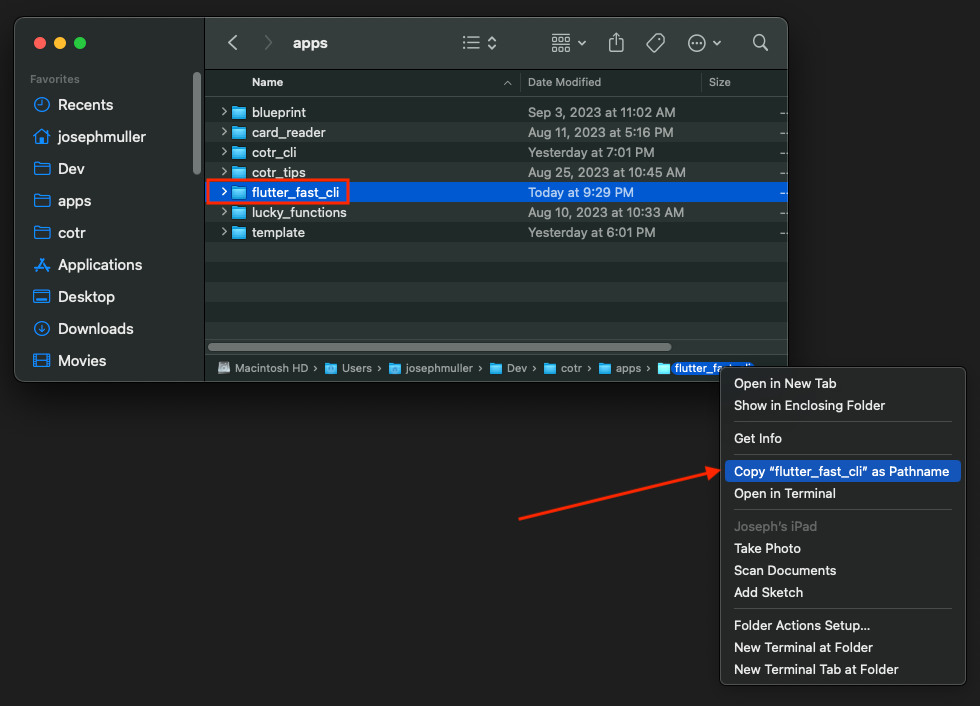 apps
Favorites
Recents
josephmuller
Dev
apps
cotr
Applications
Desktop
Downloads
Movies
Name Date Modified Size
blueprint Sep 3, 2023 at 11:02 AM --
card_reader Aug 11, 2023 at 5:16 PM --
cotr_cli Yesterday at 7:01 PM --
cotr_tips Aug 25, 2023 at 10:45 AM --
flutter_fast_cli Today at 9:29 PM --
lucky_functions Aug 10, 2023 at 10:33 AM --
template Yesterday at 6:01 PM --
Macintosh HD › Users › josephmuller › Dev › cotr › apps › flutter_fast_cli
Open in New Tab
Show in Enclosing Folder
Get Info
Copy “flutter_fast_cli” as Pathname
Open in Terminal
Joseph’s iPad
Take Photo
Scan Documents
Add Sketch
Folder Actions Setup...
New Terminal at Folder
New Terminal Tab at Folder